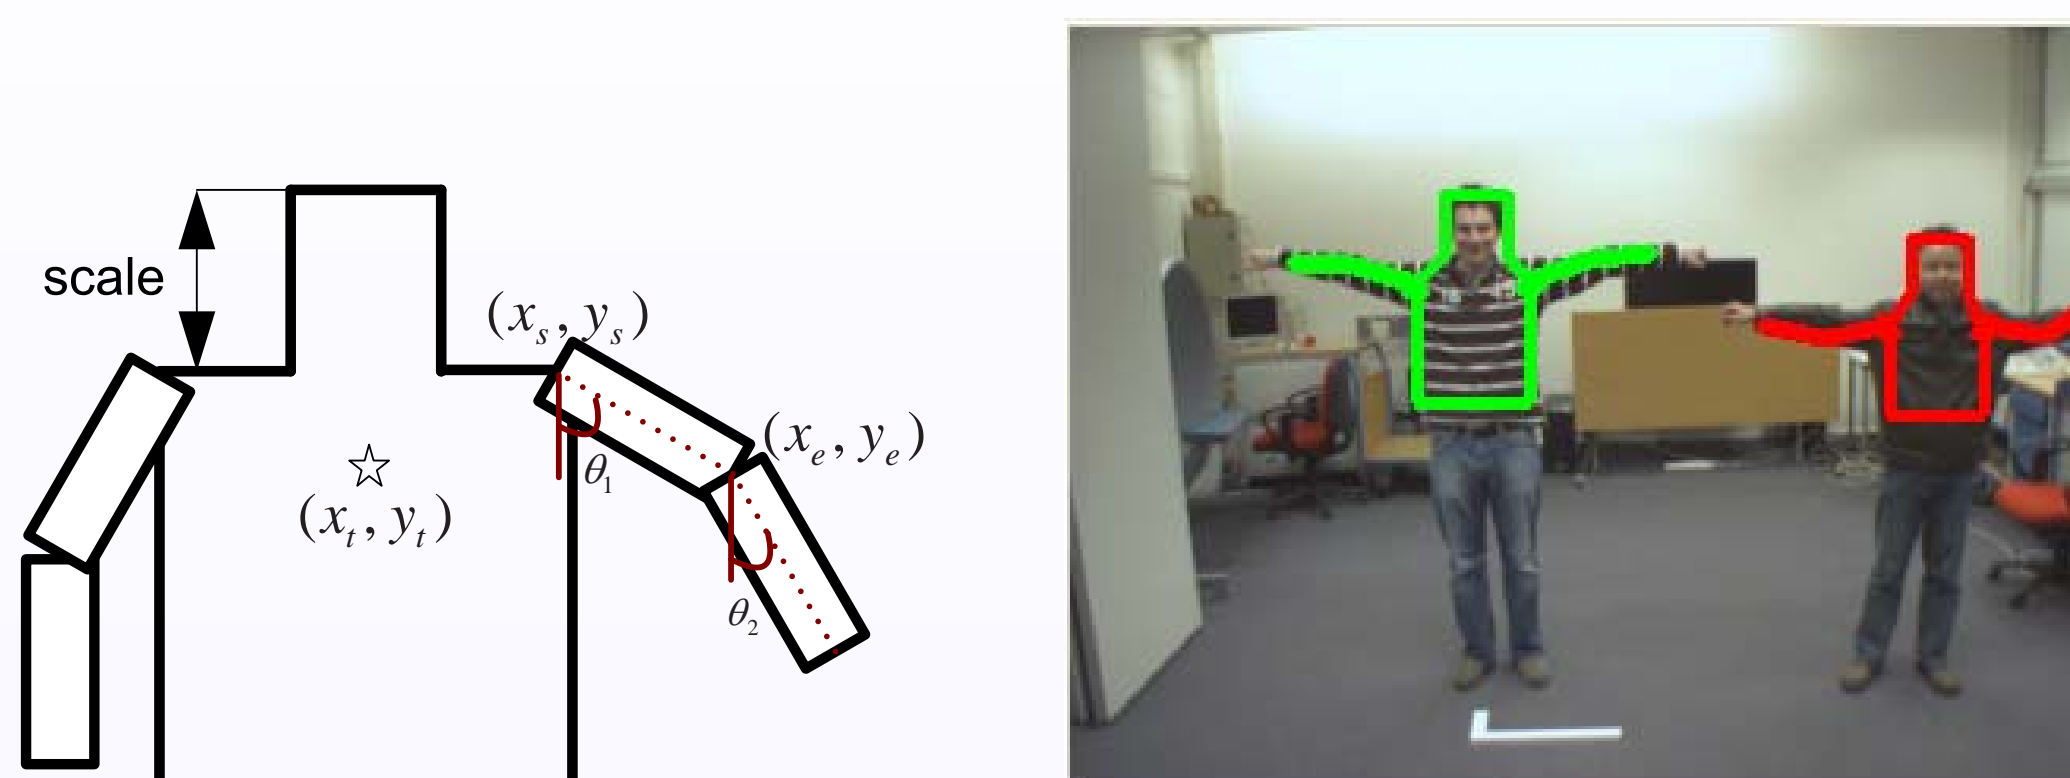 scale
(x_s, y_s)
(x_e, y_e)
θ_1
(x_t, y_t)
θ_2